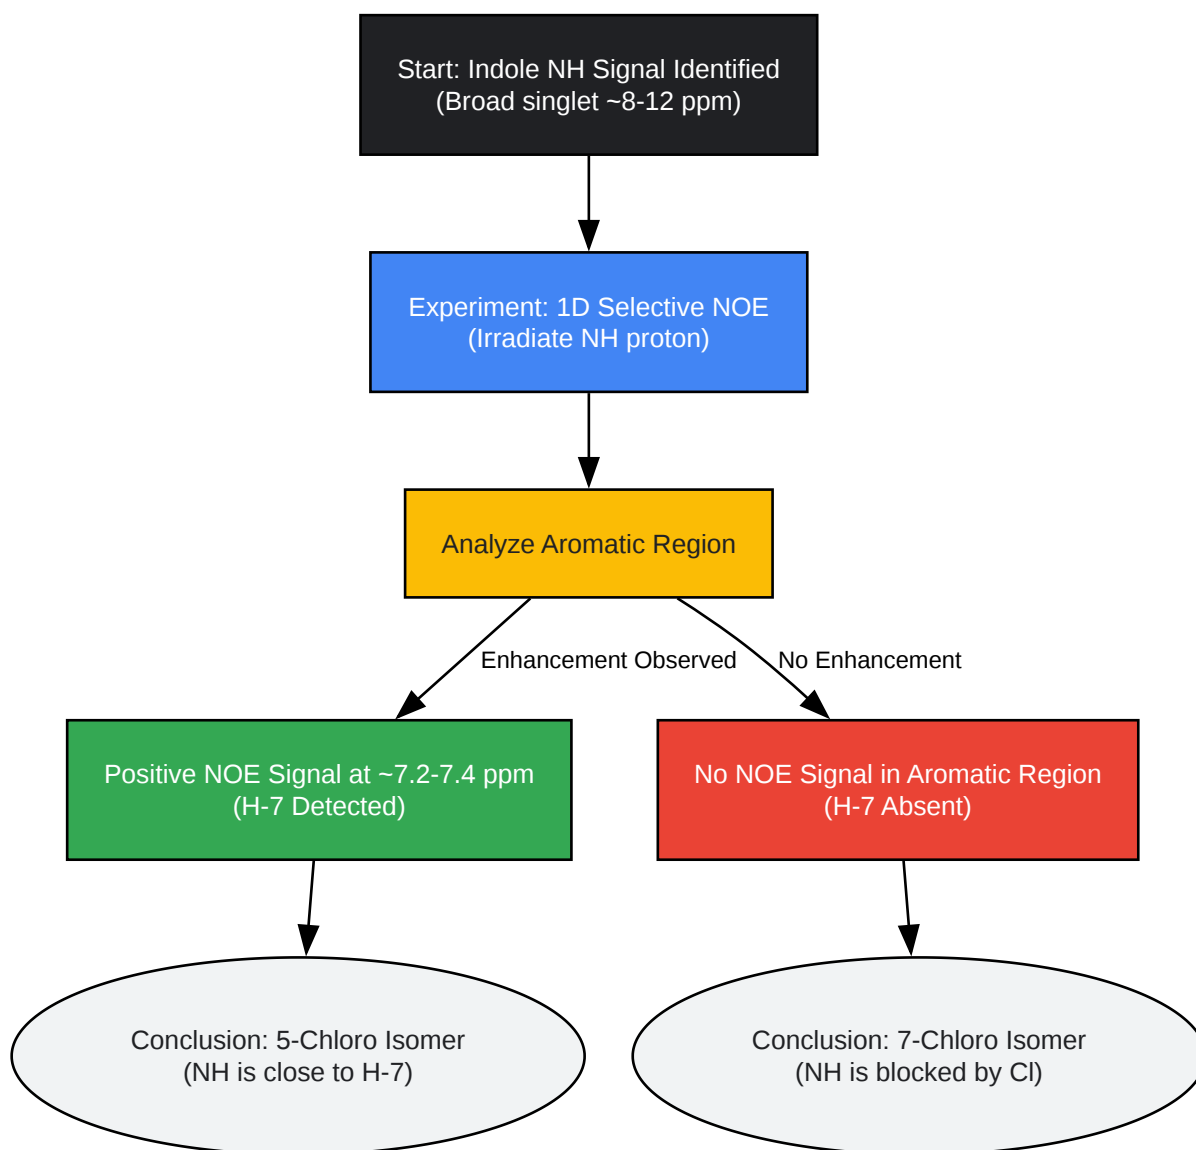 Start: Indole NH Signal Identified
(Broad singlet ~8-12 ppm)
Experiment: 1D Selective NOE
(Irradiate NH proton)
Analyze Aromatic Region
Enhancement Observed
No Enhancement
Positive NOE Signal at ~7.2-7.4 ppm
(H-7 Detected)
No NOE Signal in Aromatic Region
(H-7 Absent)
Conclusion: 5-Chloro Isomer
(NH is close to H-7)
Conclusion: 7-Chloro Isomer
(NH is blocked by Cl)